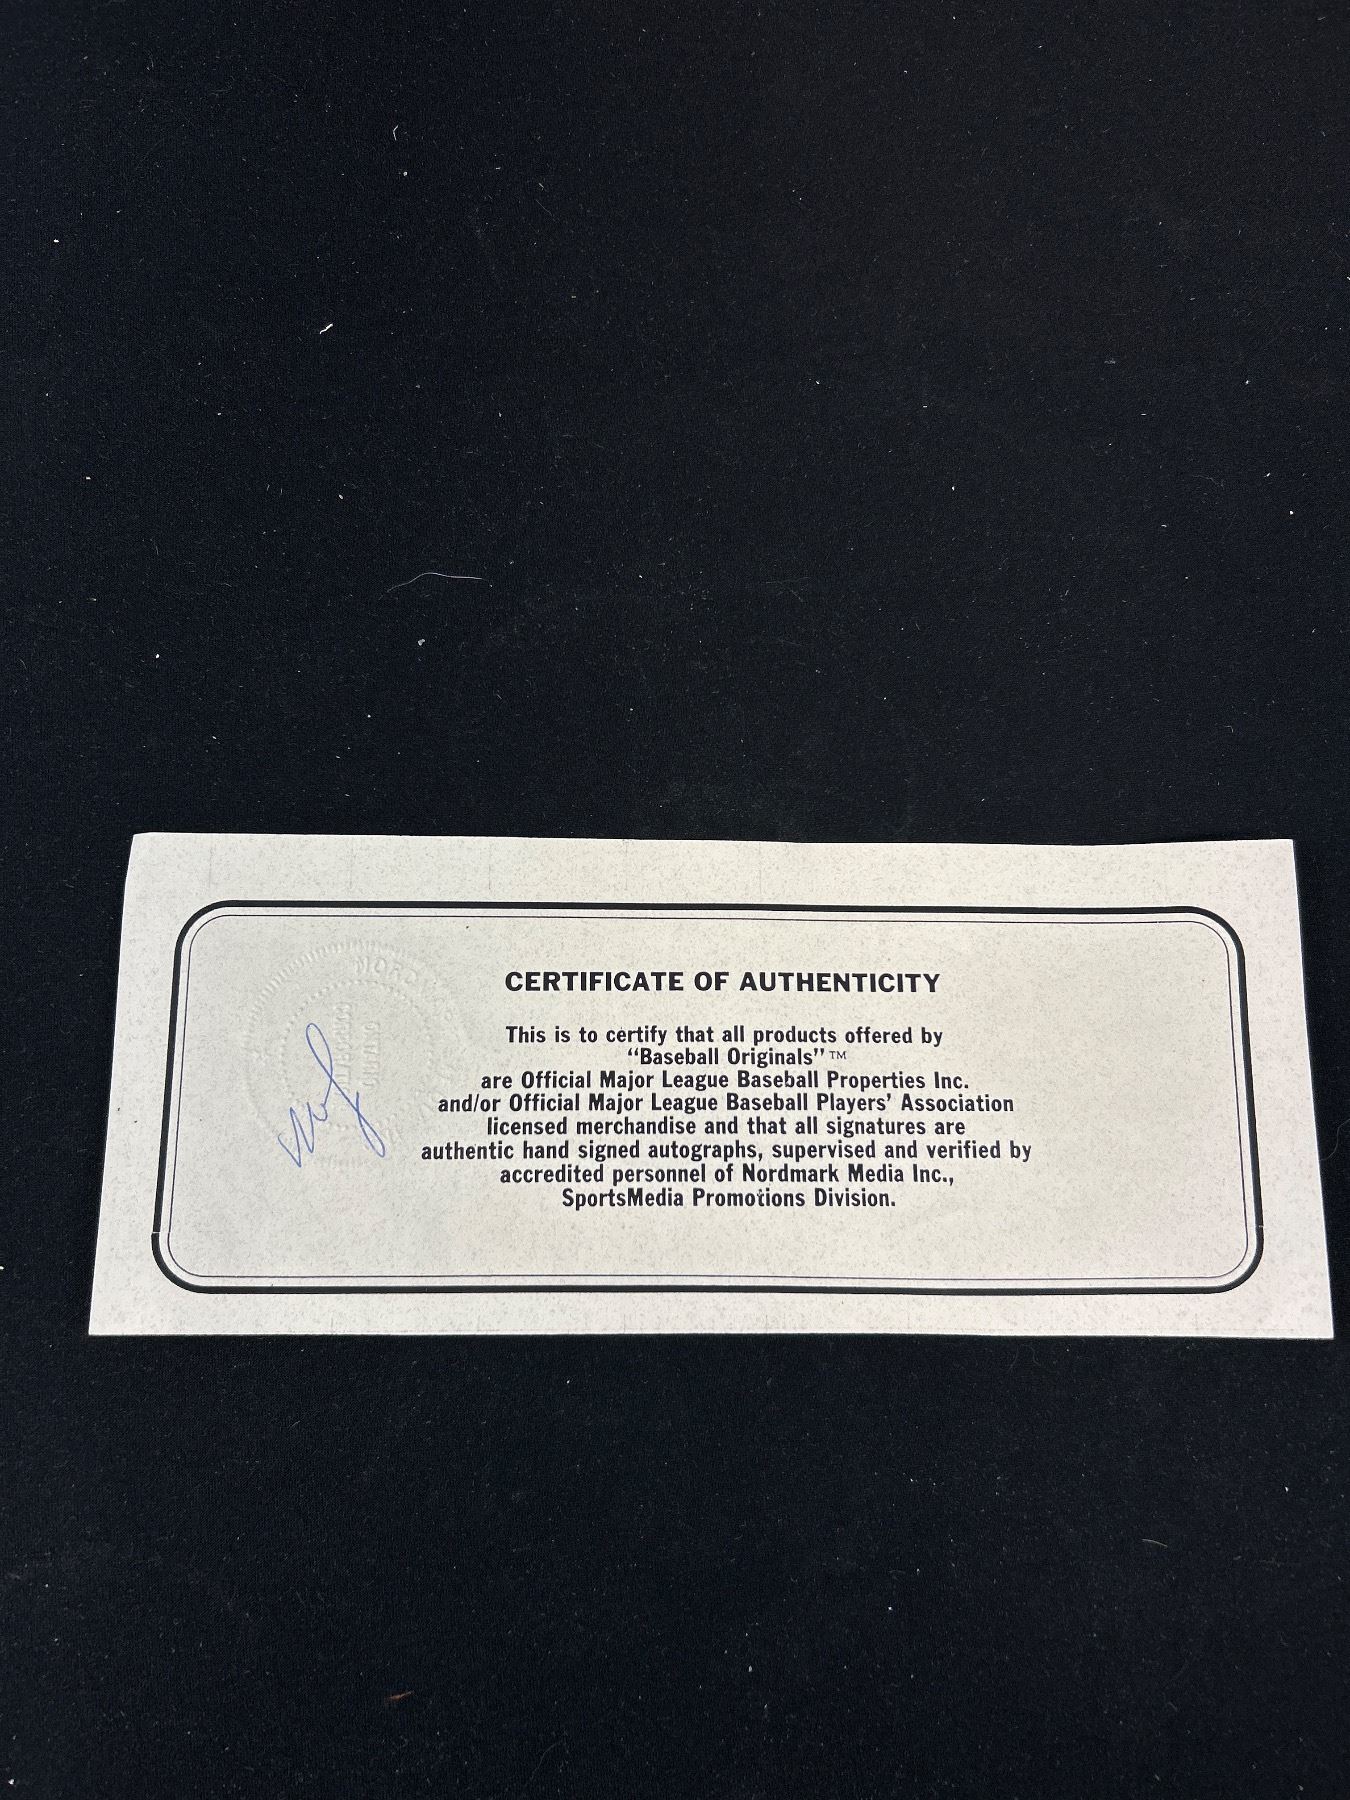 CERTIFICATE OF AUTHENTICITY
This is to certify that all products offered by
“Baseball Originals”™
are Official Major League Baseball Properties Inc.
and/or Official Major League Baseball Players’ Association
licensed merchandise and that all signatures are
authentic hand signed autographs, supervised and verified by
accredited personnel of Nordmark Media Inc.,
SportsMedia Promotions Division.